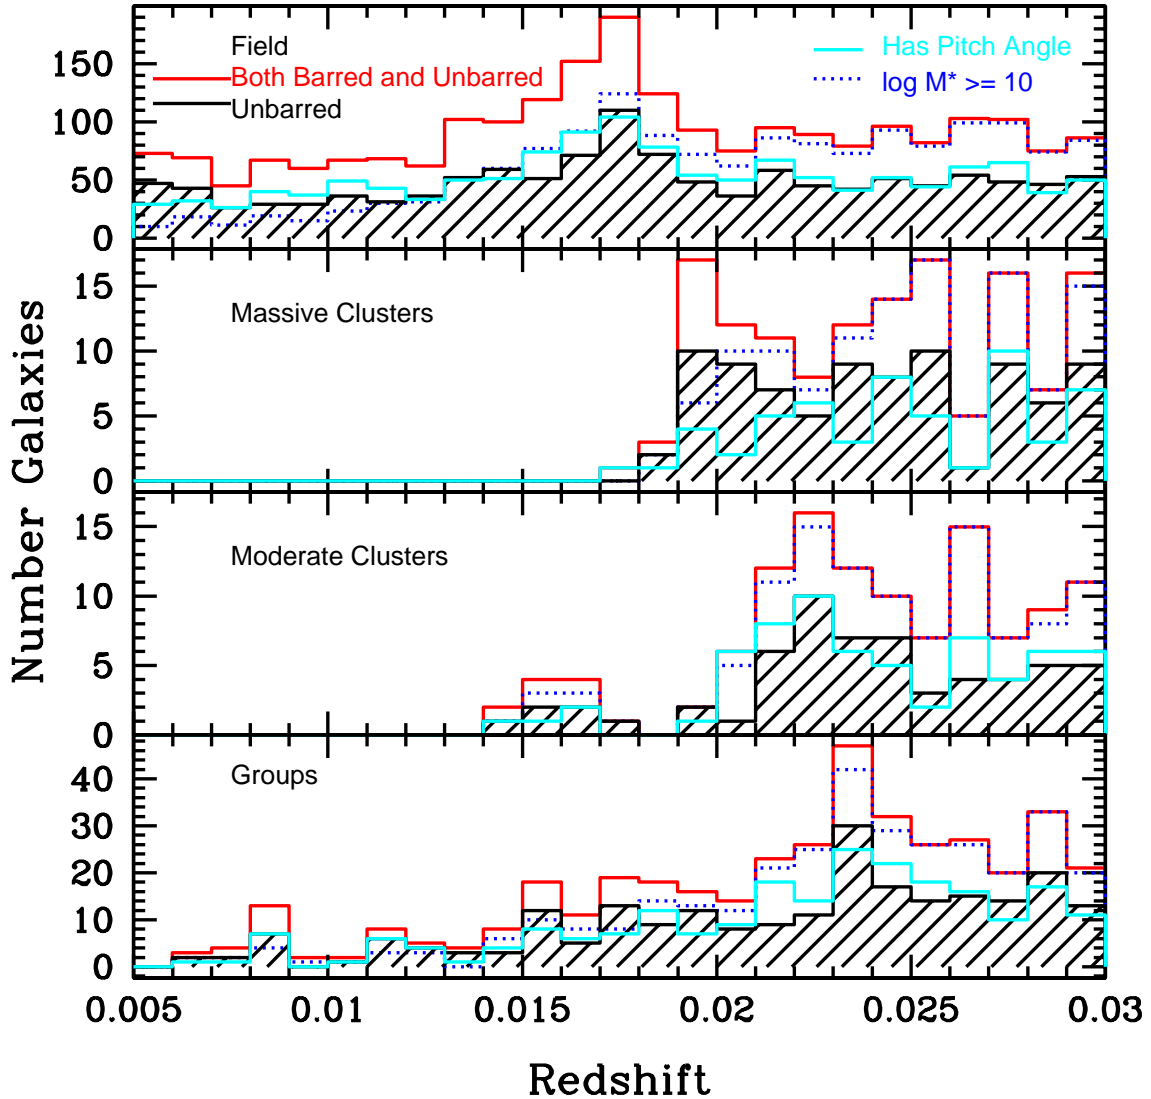 Field
Both Barred and Unbarred
Unbarred
Has Pitch Angle
log M* >= 10
150
100
50
0
Massive Clusters
15
10
5
0
Moderate Clusters
15
10
5
0
Groups
40
30
20
10
0
Number Galaxies
0.005 0.01 0.015 0.02 0.025 0.03
Redshift